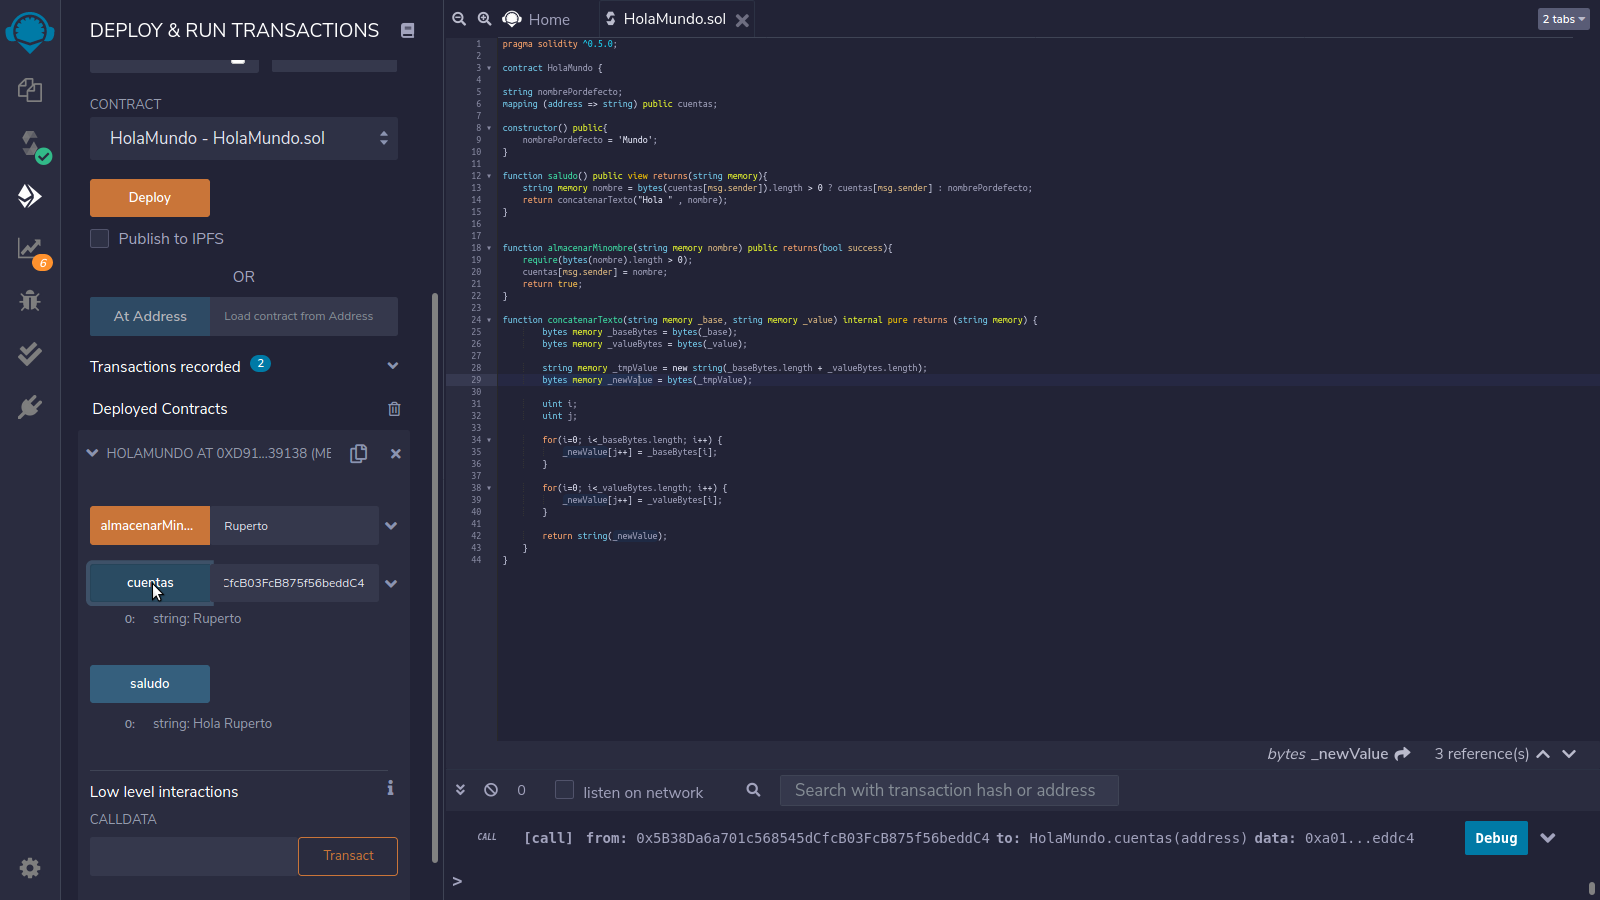 DEPLOY & RUN TRANSACTIONS
CONTRACT
HolaMundo - HolaMundo.sol
Deploy
Publish to IPFS
OR
At Address
Load contract from Address
Transactions recorded 2
Deployed Contracts
HOLAMUNDO AT 0XD91...39138 (ME
almacenarMin...
Ruperto
cuentas
CfcB03FcB875f56beddC4
0: string: Ruperto
saludo
0: string: Hola Ruperto
Low level interactions
CALLDATA
Transact
6
Home
HolaMundo.sol
2 tabs
1 pragma solidity ^0.5.0;
2
3 contract HolaMundo {
4
5 string nombrePordefecto;
6 mapping (address => string) public cuentas;
7
8 constructor() public{
9 nombrePordefecto = 'Mundo';
10 }
11
12 function saludo() public view returns(string memory){
13 string memory nombre = bytes(cuentas[msg.sender]).length > 0 ? cuentas[msg.sender] : nombrePordefecto;
14 return concatenarTexto("Hola " , nombre);
15 }
16
17
18 function almacenarMinombre(string memory nombre) public returns(bool success){
19 require(bytes(nombre).length > 0);
20 cuentas[msg.sender] = nombre;
21 return true;
22 }
23
24 function concatenarTexto(string memory _base, string memory _value) internal pure returns (string memory) {
25 bytes memory _baseBytes = bytes(_base);
26 bytes memory _valueBytes = bytes(_value);
27
28 string memory _tmpValue = new string(_baseBytes.length + _valueBytes.length);
29 bytes memory _newValue = bytes(_tmpValue);
30
31 uint i;
32 uint j;
33
34 for(i=0; i<_baseBytes.length; i++) {
35 _newValue[j++] = _baseBytes[i];
36 }
37
38 for(i=0; i<_valueBytes.length; i++) {
39 _newValue[j++] = _valueBytes[i];
40 }
41
42 return string(_newValue);
43 }
44 }
bytes _newValue
3 reference(s)
0
listen on network
Search with transaction hash or address
CALL
[call] from: 0x5B38Da6a701c568545dCfcB03FcB875f56beddC4 to: HolaMundo.cuentas(address) data: 0xa01...eddc4
Debug
>